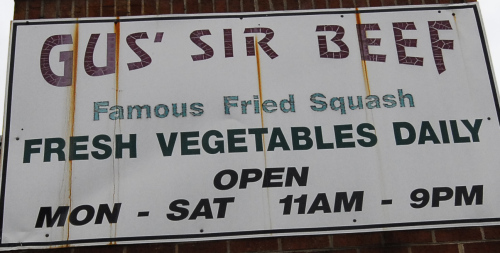 GUS' SIR BEEF
Famous Fried Squash
FRESH VEGETABLES DAILY
OPEN
MON - SAT 11AM - 9PM